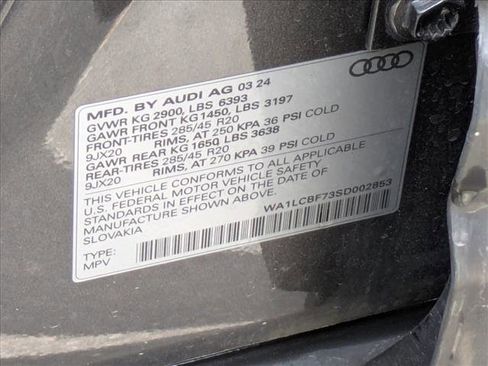 MFD. BY AUDI AG 03 24
GVWR KG 2900, LBS 6393
GAWR FRONT KG 1450, LBS 3197
FRONT-TIRES 285/45 R20
9JX20 RIMS, AT 250 KPA 36 PSI COLD
GAWR REAR KG 1650, LBS 3638
REAR-TIRES 285/45 R20
9JX20 RIMS, AT 270 KPA 39 PSI COLD
THIS VEHICLE CONFORMS TO ALL APPLICABLE
U.S. FEDERAL MOTOR VEHICLE SAFETY
STANDARDS IN EFFECT ON THE DATE OF
MANUFACTURE SHOWN ABOVE.
SLOVAKIA
WA1LCBF73SD002853
TYPE:
MPV